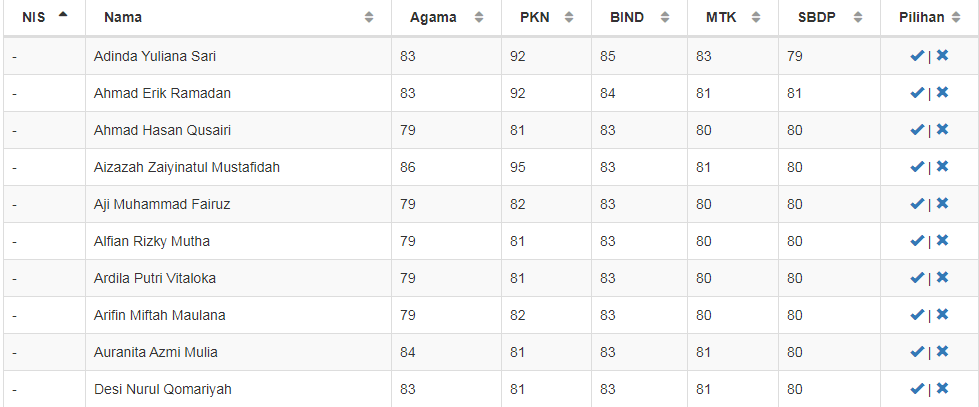 NIS Nama Agama PKN BIND MTK SBDP Pilihan
- Adinda Yuliana Sari 83 92 85 83 79 |
- Ahmad Erik Ramadan 83 92 84 81 81 |
- Ahmad Hasan Qusairi 79 81 83 80 80 |
- Aizazah Zaiyinatul Mustafidah 86 95 83 81 80 |
- Aji Muhammad Fairuz 79 82 83 80 80 |
- Alfian Rizky Mutha 79 81 83 80 80 |
- Ardila Putri Vitaloka 79 81 83 80 80 |
- Arifin Miftah Maulana 79 82 83 80 80 |
- Auranita Azmi Mulia 84 81 83 81 80 |
- Desi Nurul Qomariyah 83 81 83 81 80 |